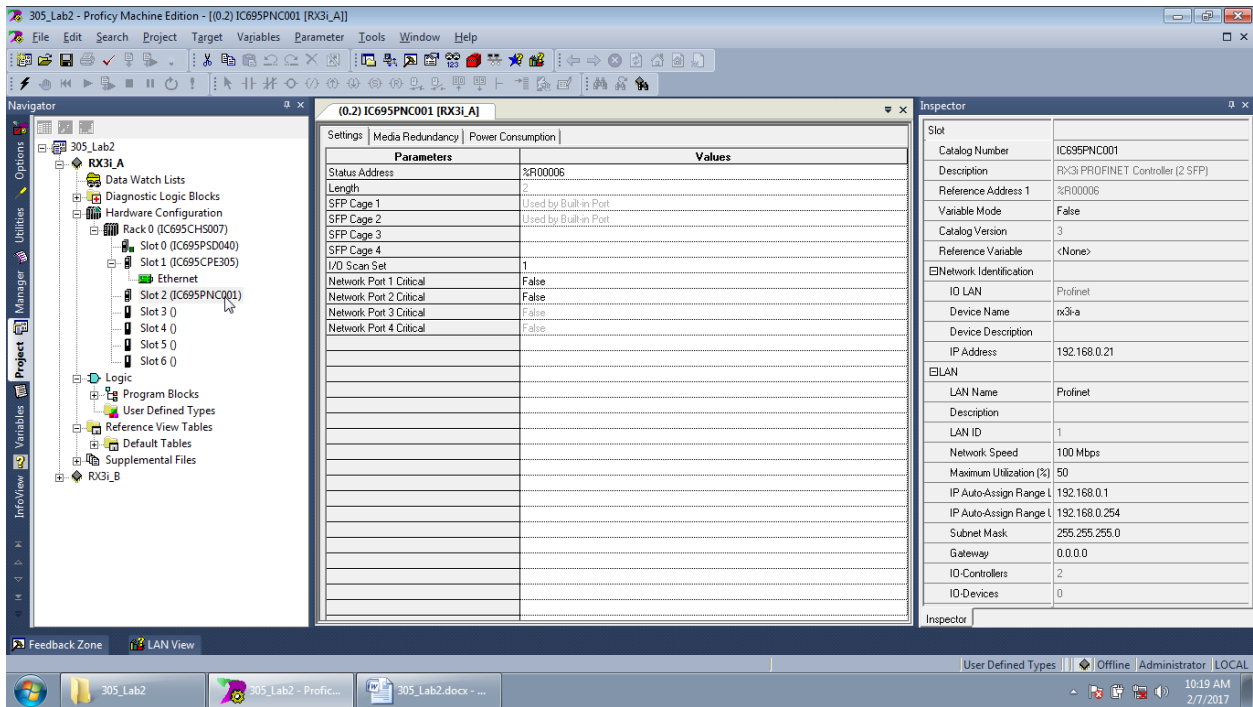 305_Lab2 - Proficy Machine Edition - [(0.2) IC695PNC001 [RX3i_A]]
File Edit Search Project Target Variables Parameter Tools Window Help
Navigator
Options
Utilities
Manager
Project
Variables
InfoView
305_Lab2
RX3i_A
Data Watch Lists
Diagnostic Logic Blocks
Hardware Configuration
Rack 0 (IC695CHS007)
Slot 0 (IC695PSD040)
Slot 1 (IC695CPE305)
Ethernet
Slot 2 (IC695PNC001)
Slot 3 ()
Slot 4 ()
Slot 5 ()
Slot 6 ()
Logic
Program Blocks
User Defined Types
Reference View Tables
Default Tables
Supplemental Files
RX3i_B
(0.2) IC695PNC001 [RX3i_A]
Settings Media Redundancy Power Consumption
Parameters Values
Status Address %R00006
Length 2
SFP Cage 1 Used by Built-in Port
SFP Cage 2 Used by Built-in Port
SFP Cage 3
SFP Cage 4
I/O Scan Set 1
Network Port 1 Critical False
Network Port 2 Critical False
Network Port 3 Critical False
Network Port 4 Critical False
Inspector
Slot
Catalog Number IC695PNC001
Description RX3i PROFINET Controller (2 SFP)
Reference Address 1 %R00006
Variable Mode False
Catalog Version 3
Reference Variable <None>
Network Identification
IO LAN Profinet
Device Name rx3i-a
Device Description
IP Address 192.168.0.21
LAN
LAN Name Profinet
Description
LAN ID 1
Network Speed 100 Mbps
Maximum Utilization (%) 50
IP Auto-Assign Range L 192.168.0.1
IP Auto-Assign Range U 192.168.0.254
Subnet Mask 255.255.255.0
Gateway 0.0.0.0
IO-Controllers 2
IO-Devices 0
Inspector
Feedback Zone LAN View
User Defined Types Offline Administrator LOCAL
305_Lab2 305_Lab2 - Profic... 305_Lab2.docx - ...
10:19 AM
2/7/2017